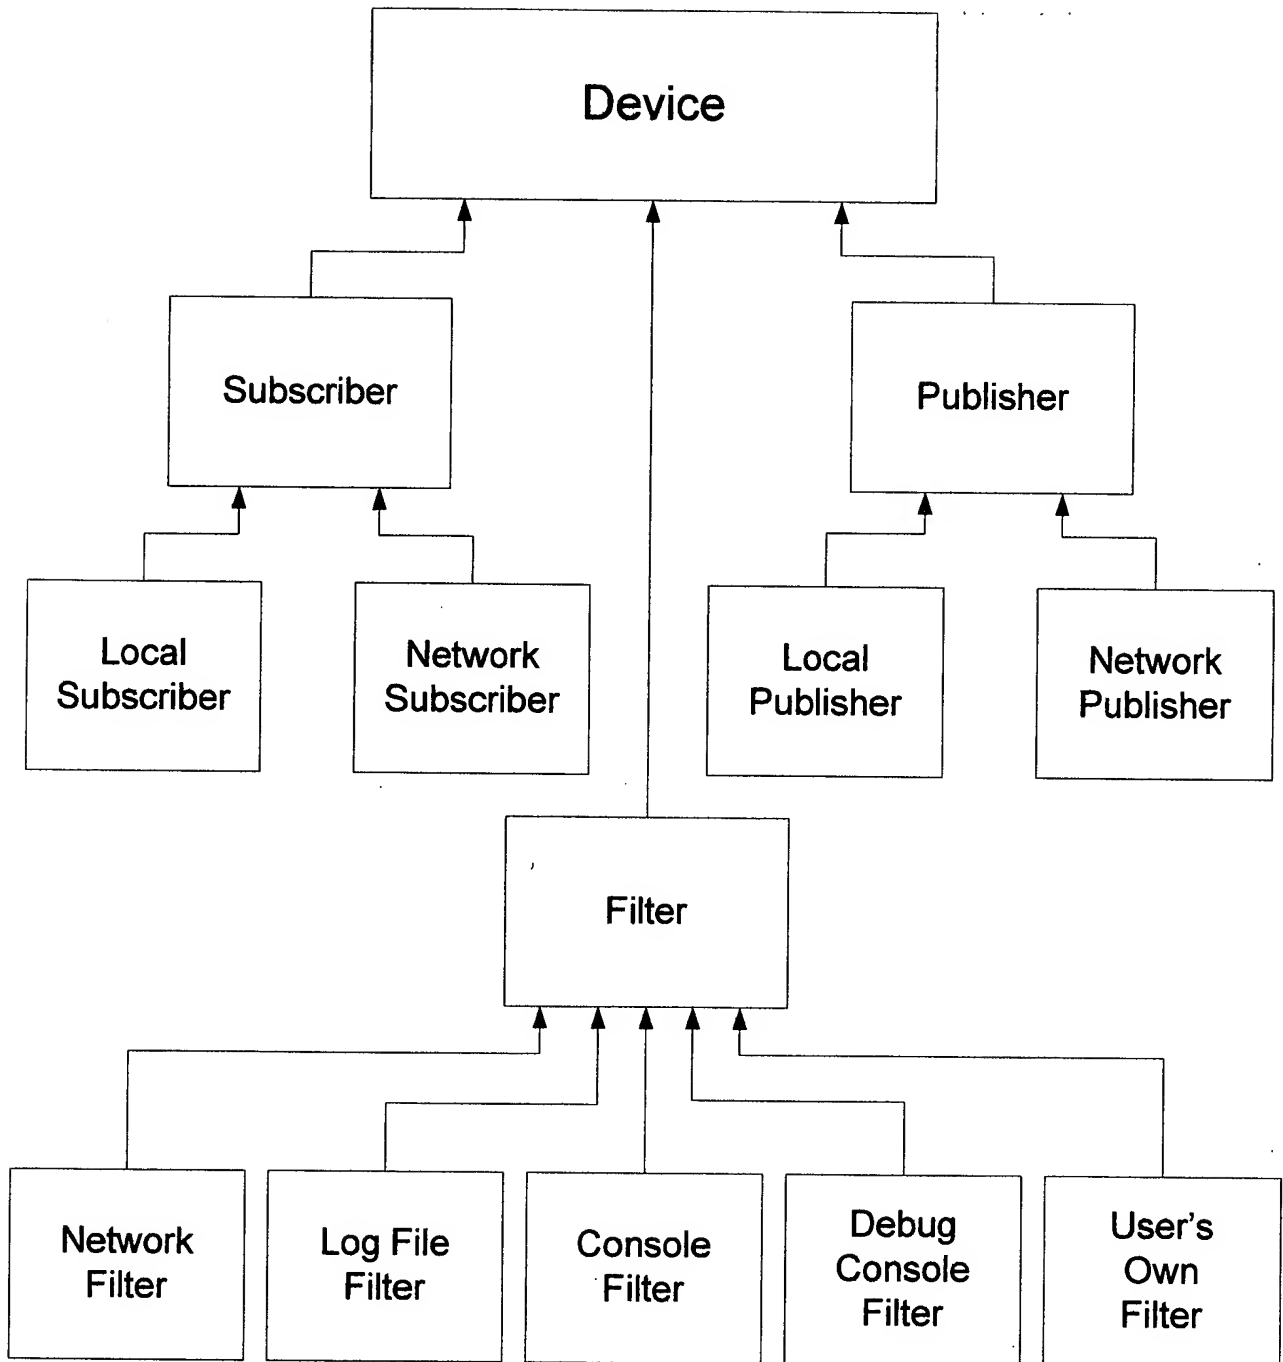 Device
Subscriber
Publisher
Local
Subscriber
Network
Subscriber
Local
Publisher
Network
Publisher
Filter
Network
Filter
Log File
Filter
Console
Filter
Debug
Console
Filter
User's
Own
Filter